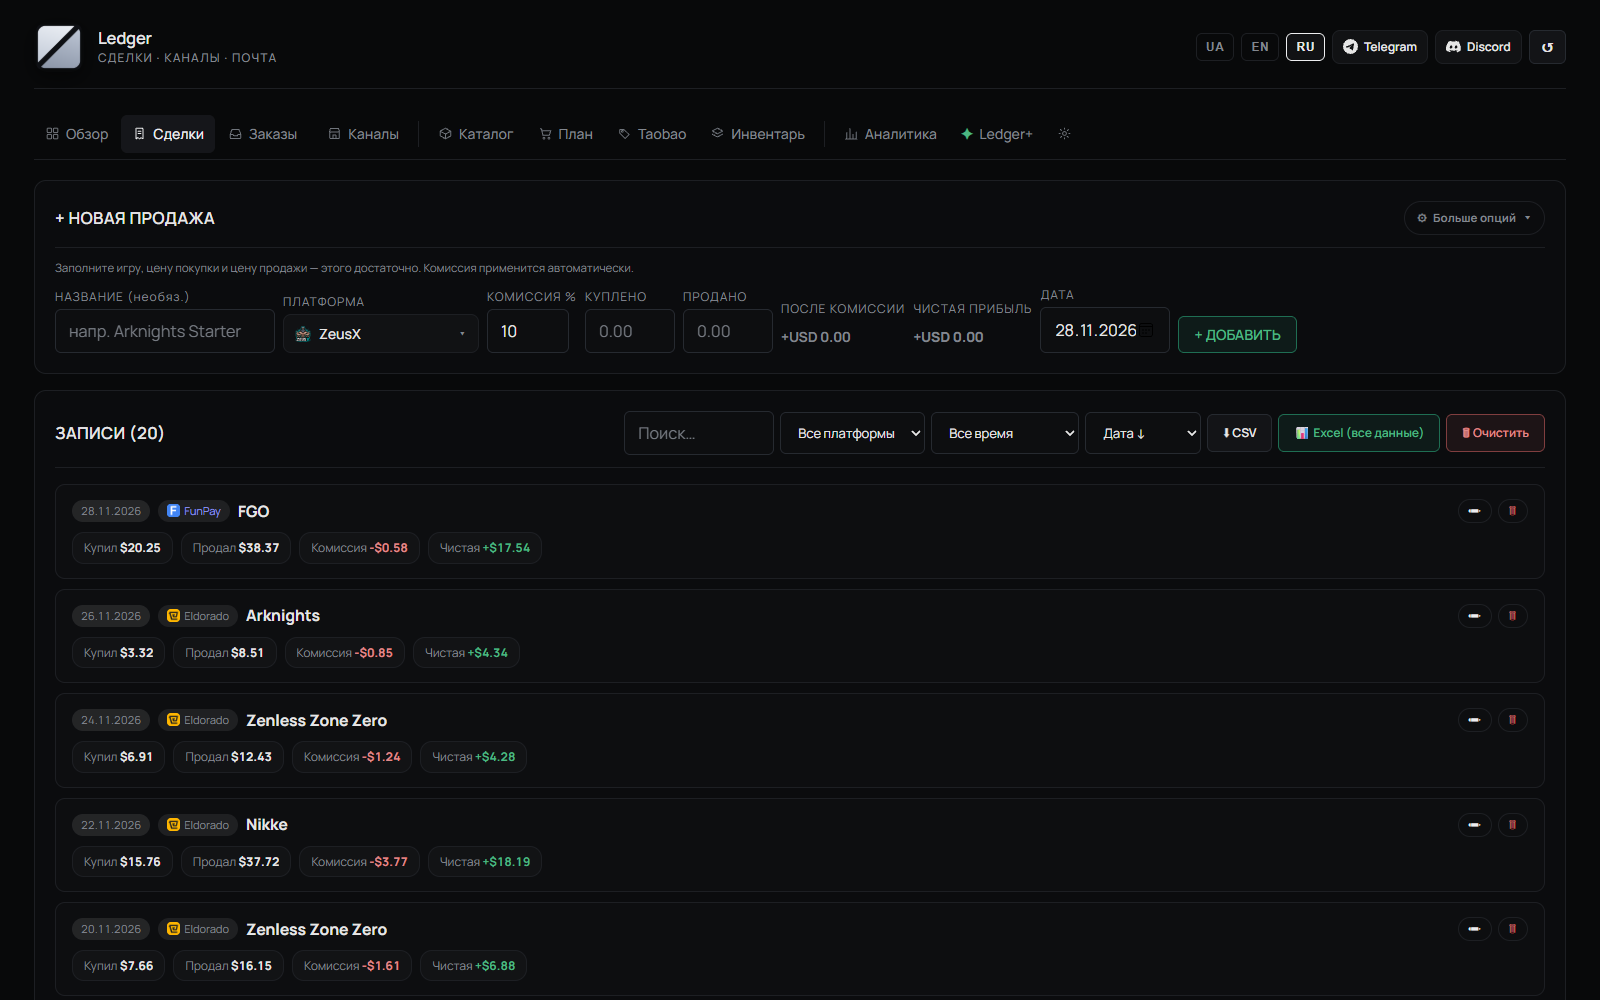 Ledger
СДЕЛКИ · КАНАЛЫ · ПОЧТА
UA EN RU Telegram Discord
Обзор Сделки Заказы Каналы Каталог План Taobao Инвентарь Аналитика Ledger+
+ НОВАЯ ПРОДАЖА
Больше опций
Заполните игру, цену покупки и цену продажи — этого достаточно. Комиссия применится автоматически.
НАЗВАНИЕ (необяз.) ПЛАТФОРМА КОМИССИЯ % КУПЛЕНО ПРОДАНО ПОСЛЕ КОМИССИИ ЧИСТАЯ ПРИБЫЛЬ ДАТА
напр. Arknights Starter ZeusX 10 0.00 0.00 +USD 0.00 +USD 0.00 28.11.2026 + ДОБАВИТЬ
ЗАПИСИ (20) Поиск... Все платформы Все время Дата ↓ ⬇ CSV Excel (все данные) Очистить
28.11.2026 FunPay FGO
Купил $20.25 Продал $38.37 Комиссия -$0.58 Чистая +$17.54
26.11.2026 Eldorado Arknights
Купил $3.32 Продал $8.51 Комиссия -$0.85 Чистая +$4.34
24.11.2026 Eldorado Zenless Zone Zero
Купил $6.91 Продал $12.43 Комиссия -$1.24 Чистая +$4.28
22.11.2026 Eldorado Nikke
Купил $15.76 Продал $37.72 Комиссия -$3.77 Чистая +$18.19
20.11.2026 Eldorado Zenless Zone Zero
Купил $7.66 Продал $16.15 Комиссия -$1.61 Чистая +$6.88